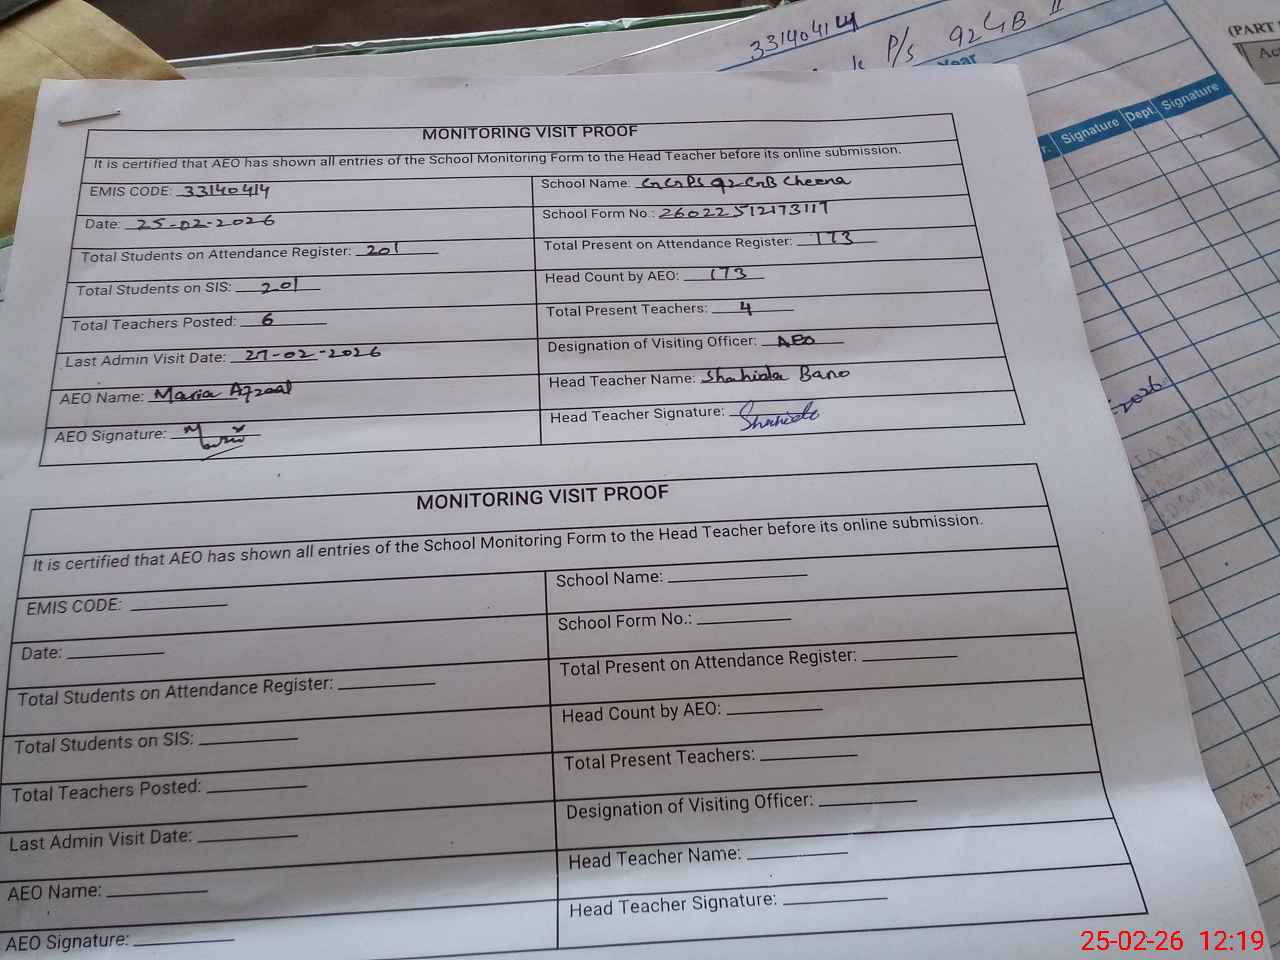 33140414
P/s 92 GB II
Year
(PART
Signature Dept. Signature
MONITORING VISIT PROOF
It is certified that AEO has shown all entries of the School Monitoring Form to the Head Teacher before its online submission.
EMIS CODE: 33140414 School Name: GGPS 92 GB Cheena
Date: 25-02-2026 School Form No.: 26022512173117
Total Students on Attendance Register: 201 Total Present on Attendance Register: 173
Total Students on SIS: 201 Head Count by AEO: 173
Total Teachers Posted: 6 Total Present Teachers: 4
Last Admin Visit Date: 27-02-2026 Designation of Visiting Officer: AEO
AEO Name: Maria Afzaal Head Teacher Name: Shahida Bano
AEO Signature: Head Teacher Signature: Shahida
MONITORING VISIT PROOF
It is certified that AEO has shown all entries of the School Monitoring Form to the Head Teacher before its online submission.
EMIS CODE: School Name:
Date: School Form No.:
Total Students on Attendance Register: Total Present on Attendance Register:
Total Students on SIS: Head Count by AEO:
Total Teachers Posted: Total Present Teachers:
Last Admin Visit Date: Designation of Visiting Officer:
AEO Name: Head Teacher Name:
AEO Signature: Head Teacher Signature:
25-02-26 12:19